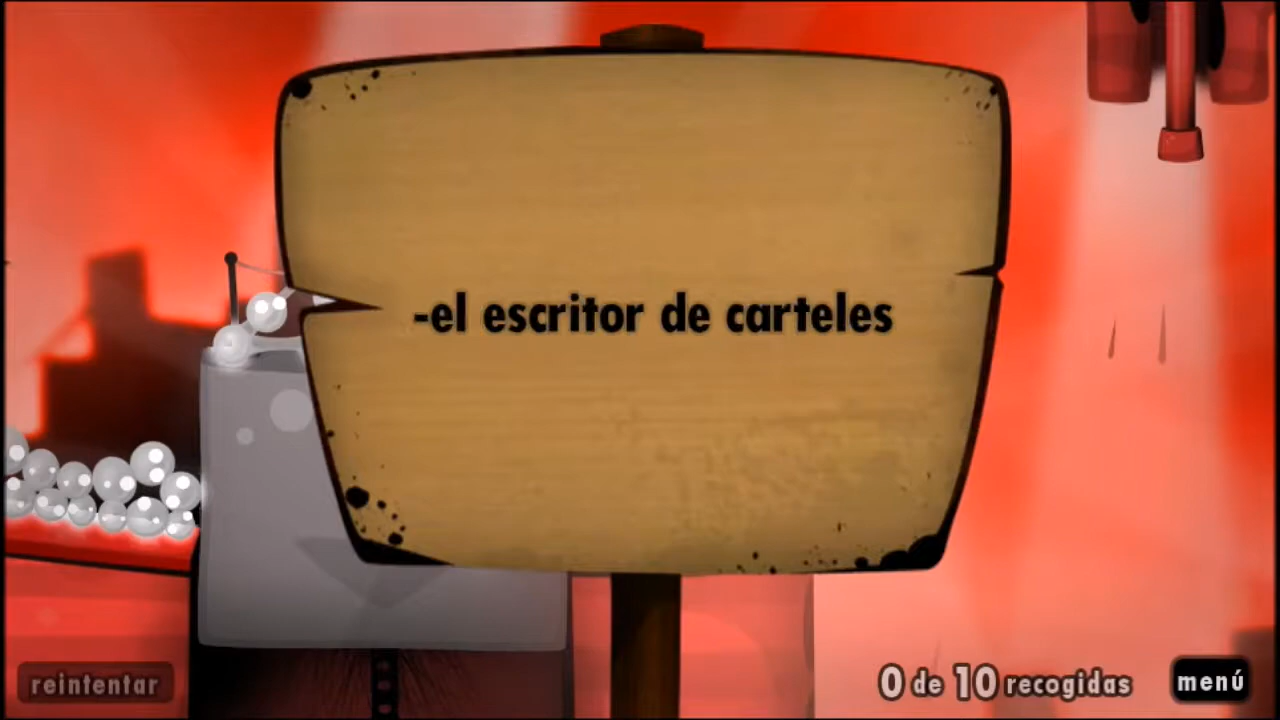 -el escritor de carteles
reintentar
0 de 10 recogidas
menú